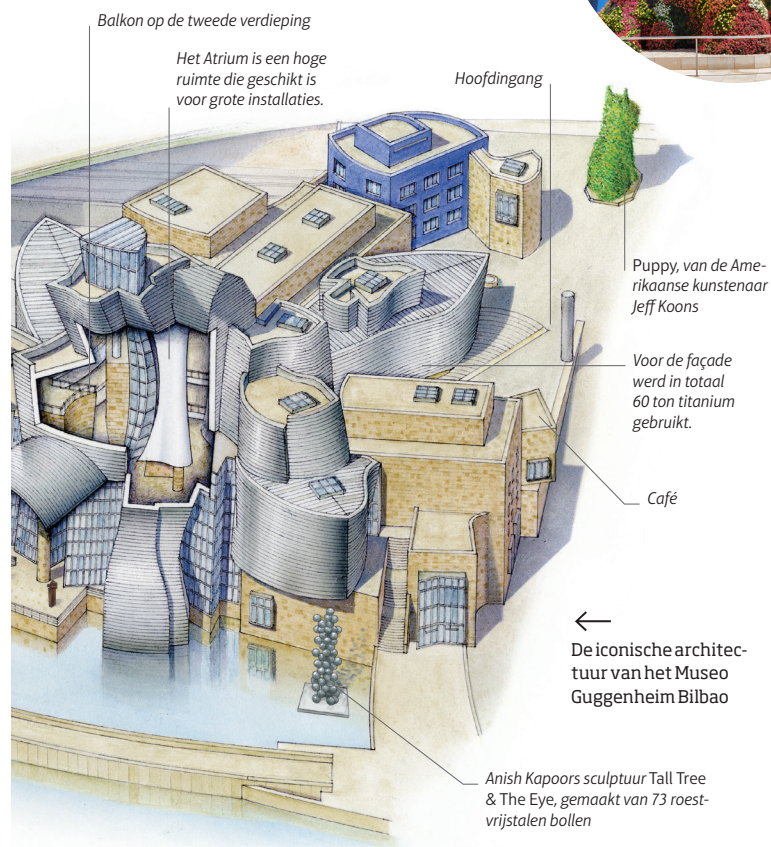 Balkon op de tweede verdieping
Het Atrium is een hoge
ruimte die geschikt is
voor grote installaties.
Hoofdingang
Puppy, van de Ame-
rikaanse kunstenaar
Jeff Koons
Voor de façade
werd in totaal
60 ton titanium
gebruikt.
Café
De iconische architec-
tuur van het Museo
Guggenheim Bilbao
Anish Kapoors sculptuur Tall Tree
& The Eye, gemaakt van 73 roest-
vrijstalen bollen